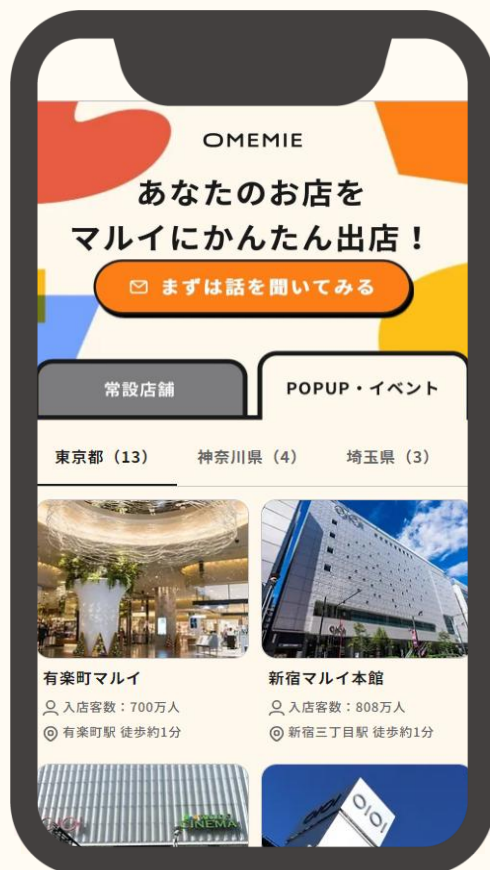 OMEMIE
あなたのお店を
マルイにかんたん出店！
まずは話を聞いてみる
常設店舗
POPUP・イベント
東京都（13）
神奈川県（4）
埼玉県（3）
有楽町マルイ
新宿マルイ本館
入店客数：700万人
入店客数：808万人
有楽町駅 徒歩約1分
新宿三丁目駅 徒歩約1分
CINEMA
OIOI